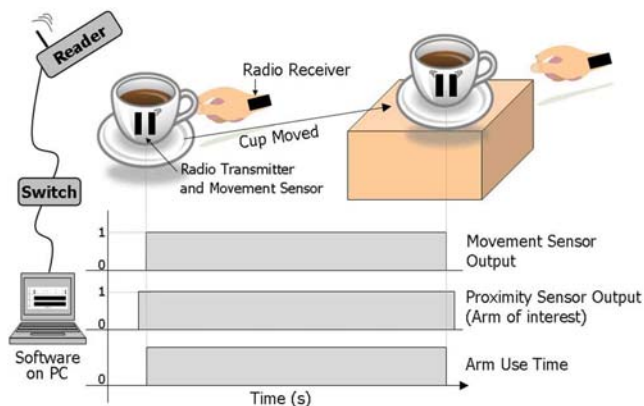 Reader
Radio Receiver
Cup Moved
Radio Transmitter
and Movement Sensor
Switch
1
0
Movement Sensor
Output
1
0
Proximity Sensor Output
(Arm of interest)
Software
on PC
1
0
Arm Use Time
Time (s)